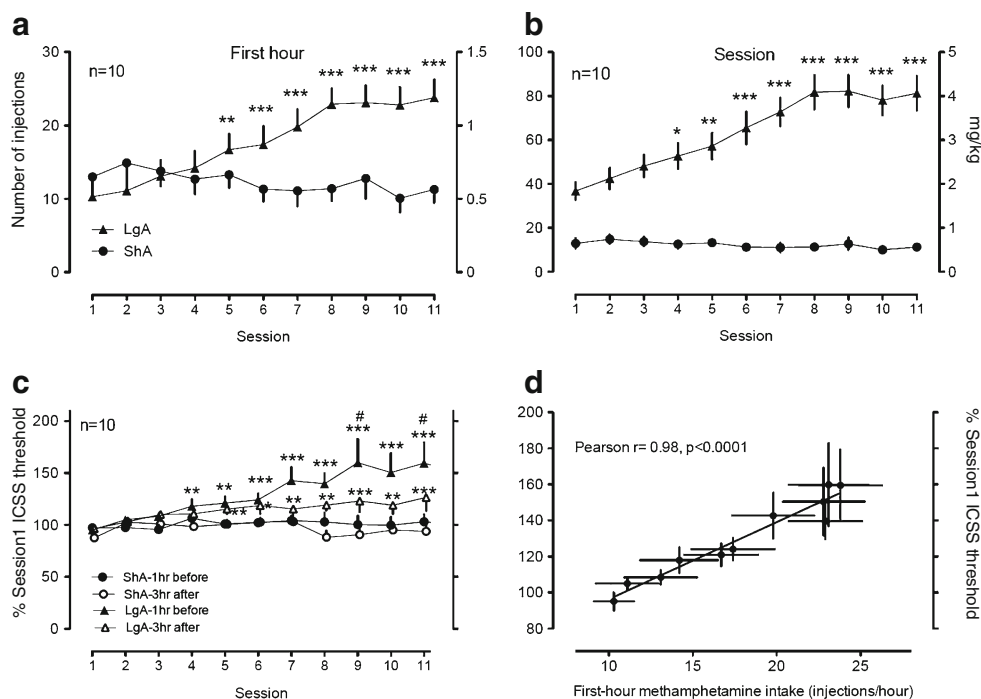 a
First hour
n=10
*** *** *** *** *** *** **
Number of injections
30
20
10
0
1.5
1
0.5
0
LgA
ShA
1 2 3 4 5 6 7 8 9 10 11
Session
b
Session
n=10
* ** *** *** *** *** *** ***
100
80
60
40
20
0
5
4
3
2
1
0
mg/kg
1 2 3 4 5 6 7 8 9 10 11
Session
c
n=10
% Session1 ICSS threshold
200
150
100
50
0
# #
** ** *** *** *** *** *** ***
** * ** ** *** ** ***
ShA-1hr before
ShA-3hr after
LgA-1hr before
LgA-3hr after
1 2 3 4 5 6 7 8 9 10 11
Session
d
Pearson r= 0.98, p<0.0001
200
180
160
140
120
100
80
% Session1 ICSS threshold
10 15 20 25
First-hour methamphetamine intake (injections/hour)